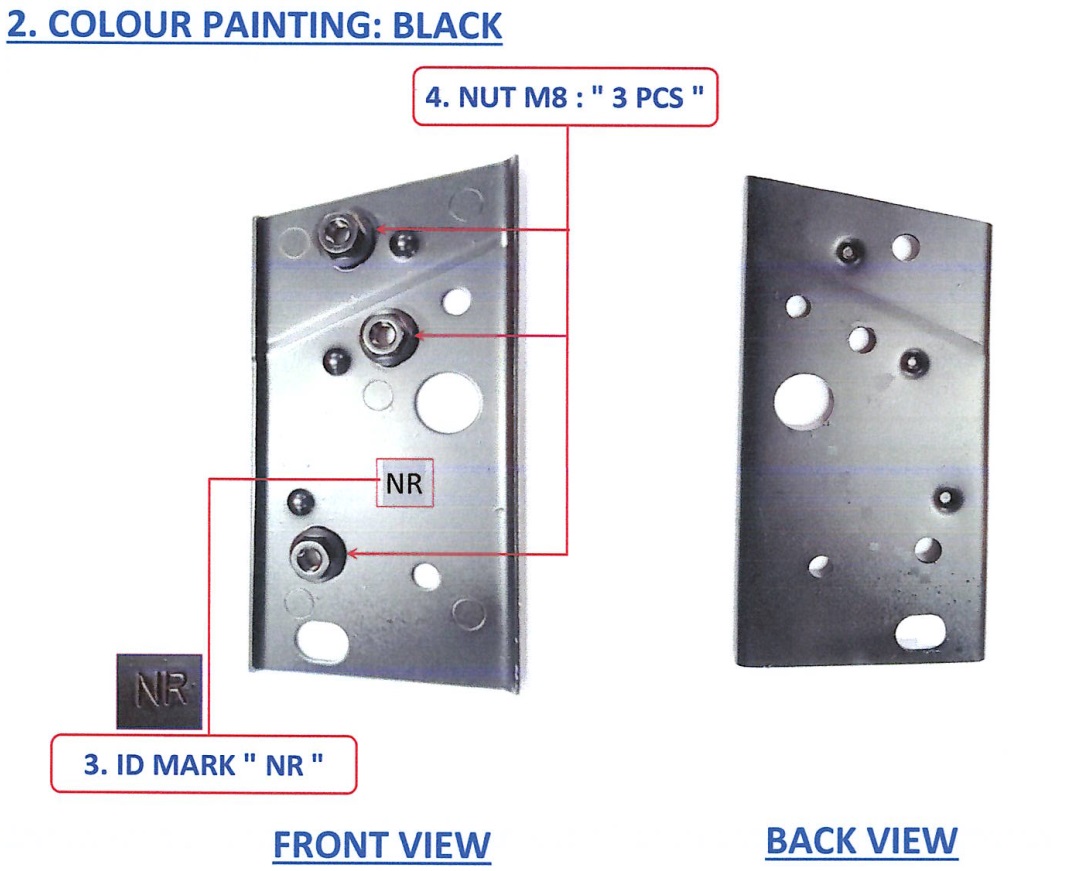 2. COLOUR PAINTING: BLACK
4. NUT M8 : " 3 PCS "
NR
NR
3. ID MARK " NR "
FRONT VIEW
BACK VIEW